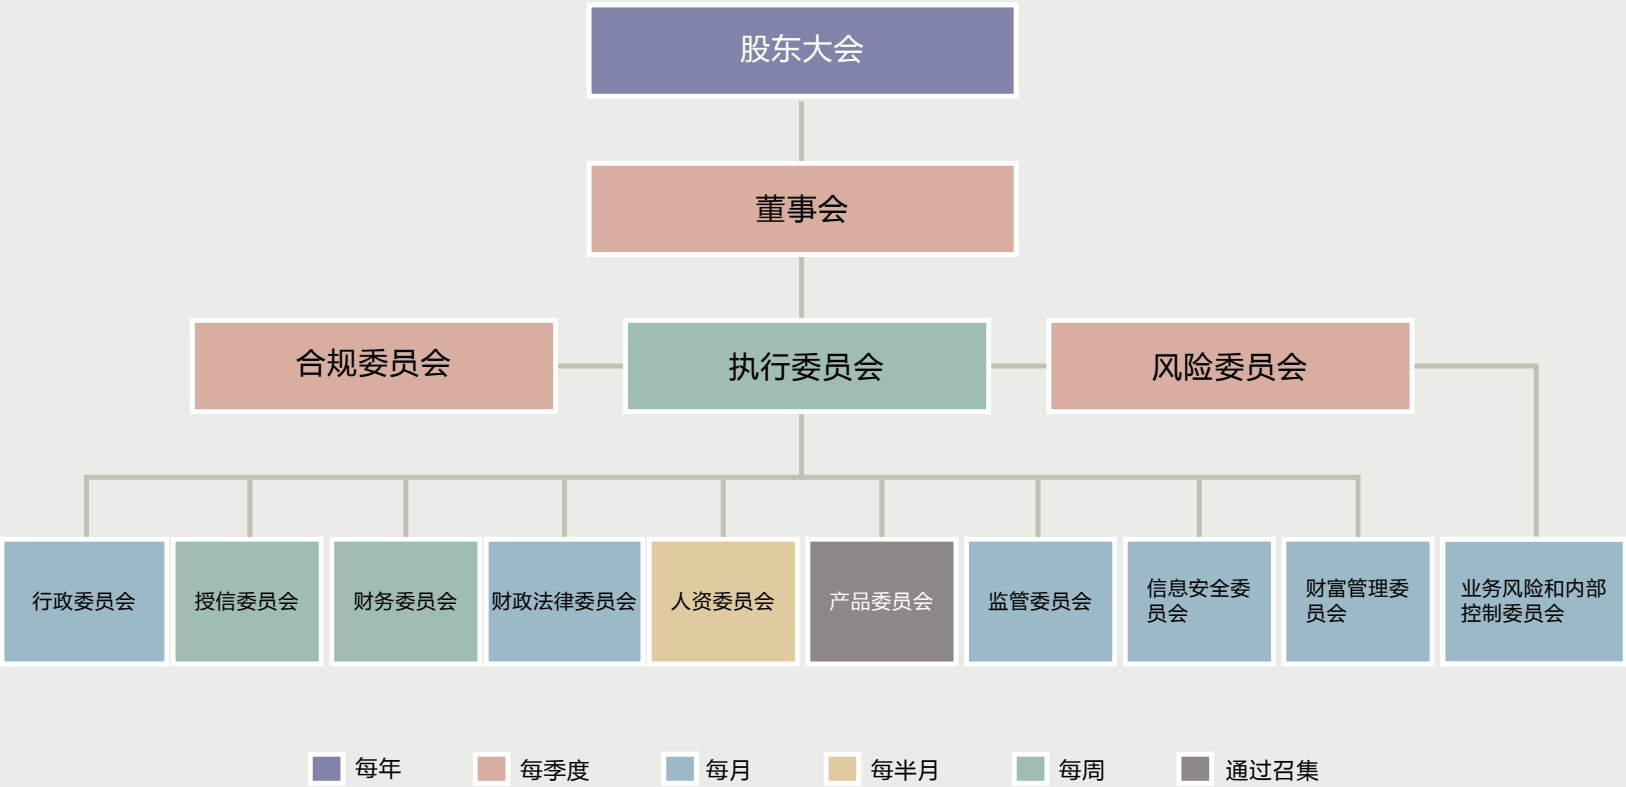 股东大会
董事会
合规委员会
执行委员会
风险委员会
行政委员会
授信委员会
财务委员会
财政法律委员会
人资委员会
产品委员会
监管委员会
信息安全委
员会
财富管理委
员会
业务风险和内部
控制委员会
每年
每季度
每月
每半月
每周
通过召集